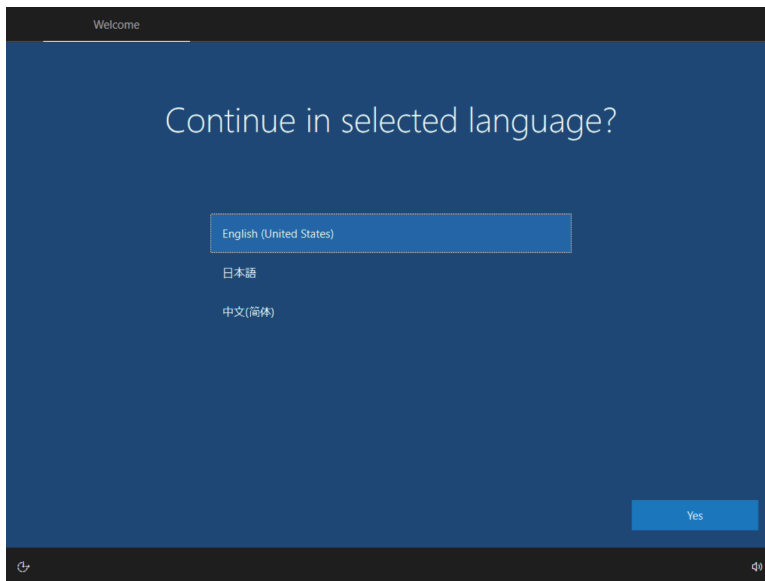 Welcome
Continue in selected language?
English (United States)
日本語
中文(简体)
Yes